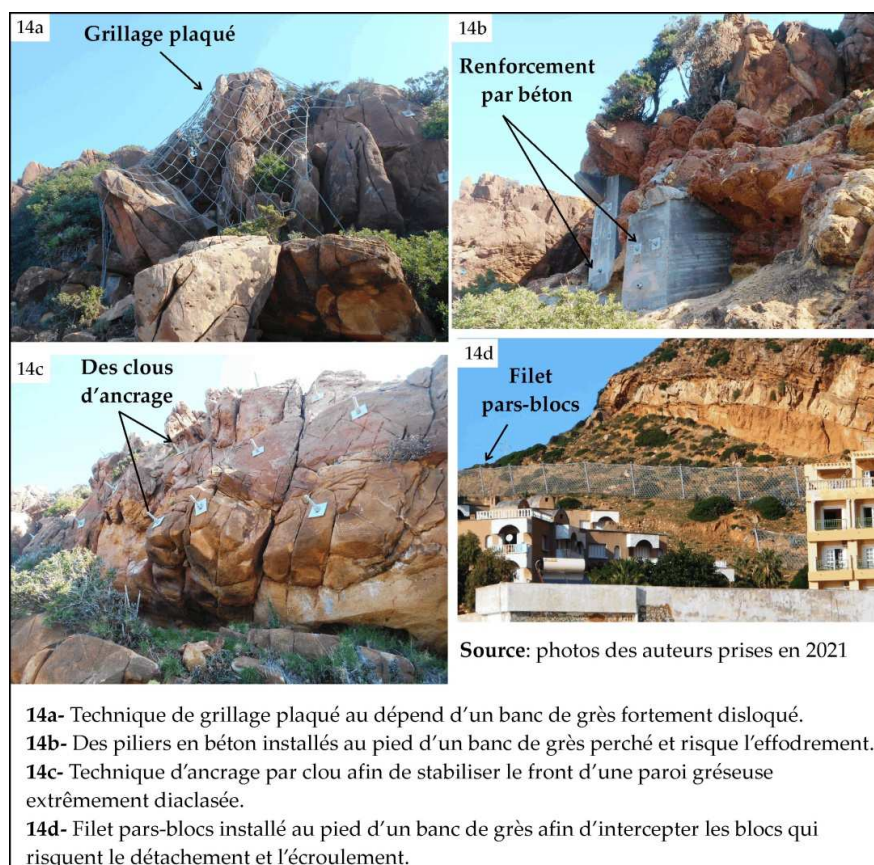 14a
Grillage plaqué
14b
Renforcement
par béton
14c
Des clous
d'ancrage
14d
Filet
pars-blocs
Source: photos des auteurs prises en 2021
14a- Technique de grillage plaqué au dépend d'un banc de grès fortement disloqué.
14b- Des piliers en béton installés au pied d'un banc de grès perché et risque l'effodrement.
14c- Technique d'ancrage par clou afin de stabiliser le front d'une paroi gréseuse
extrêmement diaclasée.
14d- Filet pars-blocs installé au pied d'un banc de grès afin d'intercepter les blocs qui
risquent le détachement et l'écroulement.